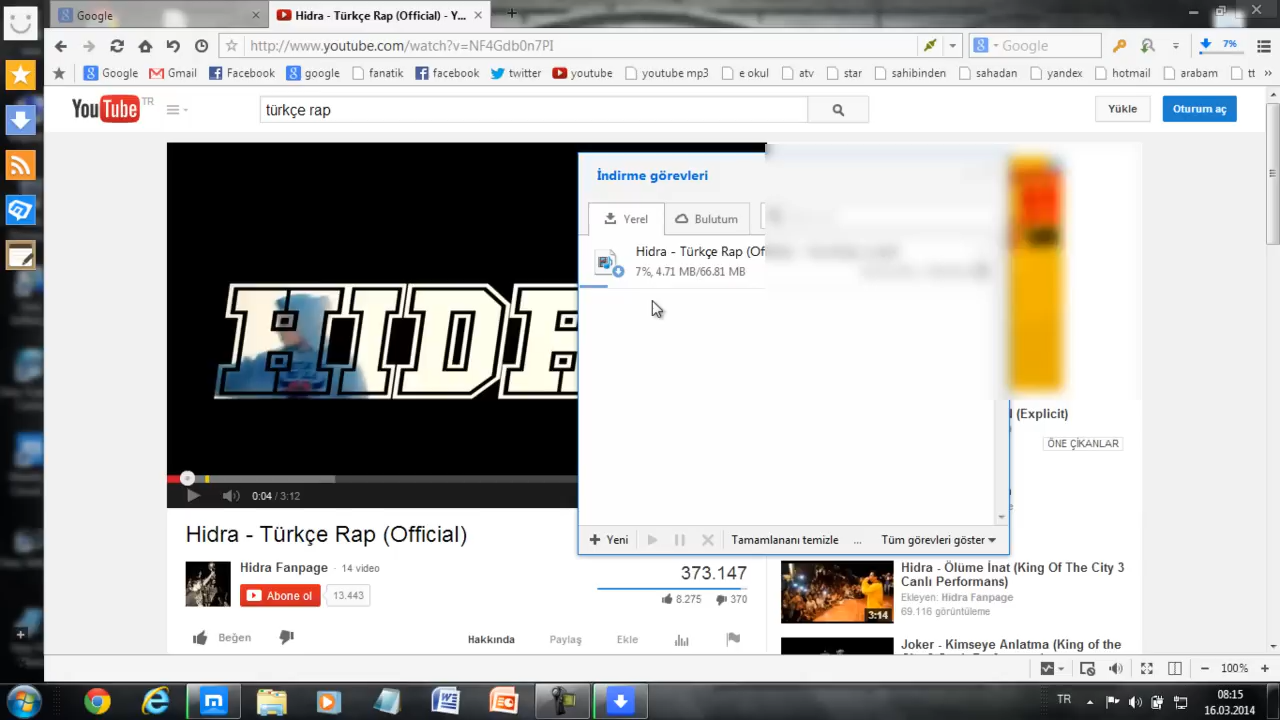 Google
Hidra - Türkçe Rap (Official) - Y...
http://www.youtube.com/watch?v=NF4Gdb0n7PI
Google
7%
Google Gmail Facebook google fanatik facebook twitter youtube youtube mp3 e okul atv star sahibinden sahadan yandex hotmail arabam tt
YouTube TR
türkçe rap
Yükle
Oturum aç
İndirme görevleri
Yerel
Bulutum
Hidra - Türkçe Rap (Of
7%, 4.71 MB/66.81 MB
HIDR
(Explicit)
ÖNE ÇIKANLAR
0:04 / 3:12
Yeni
Tamamlananı temizle
...
Tüm görevleri göster
Hidra - Türkçe Rap (Official)
Hidra Fanpage · 14 video
Abone ol
13.443
373.147
8.275
370
Beğen
Hakkında
Paylaş
Ekle
3:14
Hidra - Ölüme İnat (King Of The City 3
Canlı Performans)
Ekleyen: Hidra Fanpage
69.116 görüntüleme
Joker - Kimseye Anlatma (King of the
100%
TR
08:15
16.03.2014